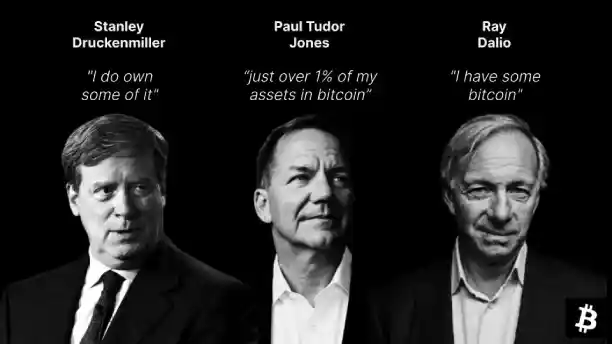 Stanley
Druckenmiller
"I do own
some of it"
Paul Tudor
Jones
“just over 1% of my
assets in bitcoin”
Ray
Dalio
"I have some
bitcoin"